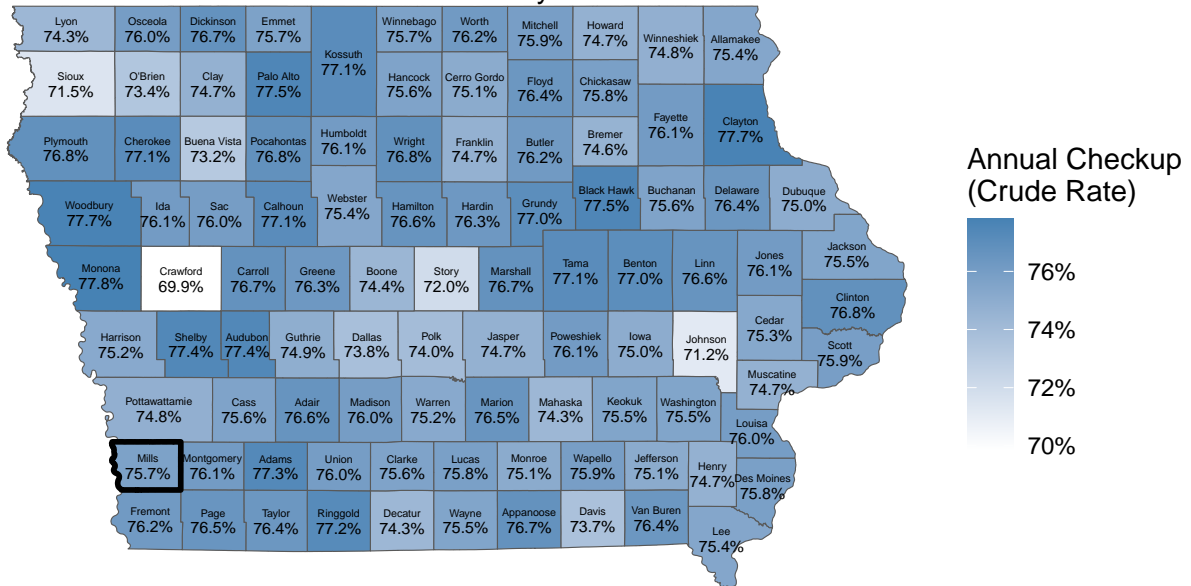 Lyon
74.3%
Osceola
76.0%
Dickinson
76.7%
Emmet
75.7%
Kossuth
77.1%
Winnebago
75.7%
Worth
76.2%
Mitchell
75.9%
Howard
74.7%
Winneshiek
74.8%
Allamakee
75.4%
Sioux
71.5%
O'Brien
73.4%
Clay
74.7%
Palo Alto
77.5%
Hancock
75.6%
Cerro Gordo
75.1%
Floyd
76.4%
Chickasaw
75.8%
Plymouth
76.8%
Cherokee
77.1%
Buena Vista
73.2%
Pocahontas
76.8%
Humboldt
76.1%
Wright
76.8%
Franklin
74.7%
Butler
76.2%
Bremer
74.6%
Fayette
76.1%
Clayton
77.7%
Woodbury
77.7%
Ida
76.1%
Sac
76.0%
Calhoun
77.1%
Webster
75.4%
Hamilton
76.6%
Hardin
76.3%
Grundy
77.0%
Black Hawk
77.5%
Buchanan
75.6%
Delaware
76.4%
Dubuque
75.0%
Monona
77.8%
Crawford
69.9%
Carroll
76.7%
Greene
76.3%
Boone
74.4%
Story
72.0%
Marshall
76.7%
Tama
77.1%
Benton
77.0%
Linn
76.6%
Jones
76.1%
Jackson
75.5%
Clinton
76.8%
Harrison
75.2%
Shelby
77.4%
Audubon
77.4%
Guthrie
74.9%
Dallas
73.8%
Polk
74.0%
Jasper
74.7%
Poweshiek
76.1%
Iowa
75.0%
Johnson
71.2%
Cedar
75.3%
Scott
75.9%
Muscatine
74.7%
Pottawattamie
74.8%
Cass
75.6%
Adair
76.6%
Madison
76.0%
Warren
75.2%
Marion
76.5%
Mahaska
74.3%
Keokuk
75.5%
Washington
75.5%
Louisa
76.0%
Mills
75.7%
Montgomery
76.1%
Adams
77.3%
Union
76.0%
Clarke
75.6%
Lucas
75.8%
Monroe
75.1%
Wapello
75.9%
Jefferson
75.1%
Henry
74.7%
Des Moines
75.8%
Fremont
76.2%
Page
76.5%
Taylor
76.4%
Ringgold
77.2%
Decatur
74.3%
Wayne
75.5%
Appanoose
76.7%
Davis
73.7%
Van Buren
76.4%
Lee
75.4%
Annual Checkup
(Crude Rate)
76%
74%
72%
70%